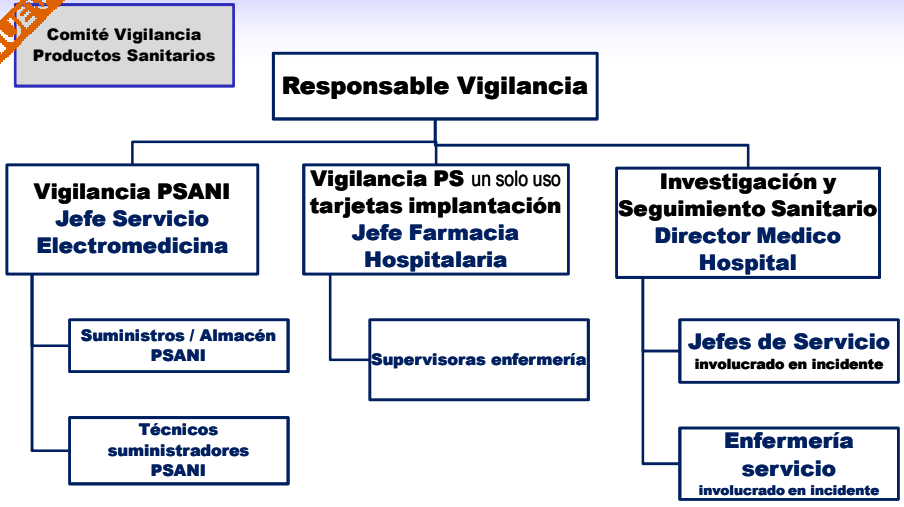 NUEVO
Comité Vigilancia
Productos Sanitarios
Responsable Vigilancia
Vigilancia PSANI
Jefe Servicio
Electromedicina
Vigilancia PS un solo uso
tarjetas implantación
Jefe Farmacia
Hospitalaria
Investigación y
Seguimiento Sanitario
Director Medico
Hospital
Suministros / Almacén
PSANI
Técnicos
suministradores
PSANI
Supervisoras enfermería
Jefes de Servicio
involucrado en incidente
Enfermería
servicio
involucrado en incidente